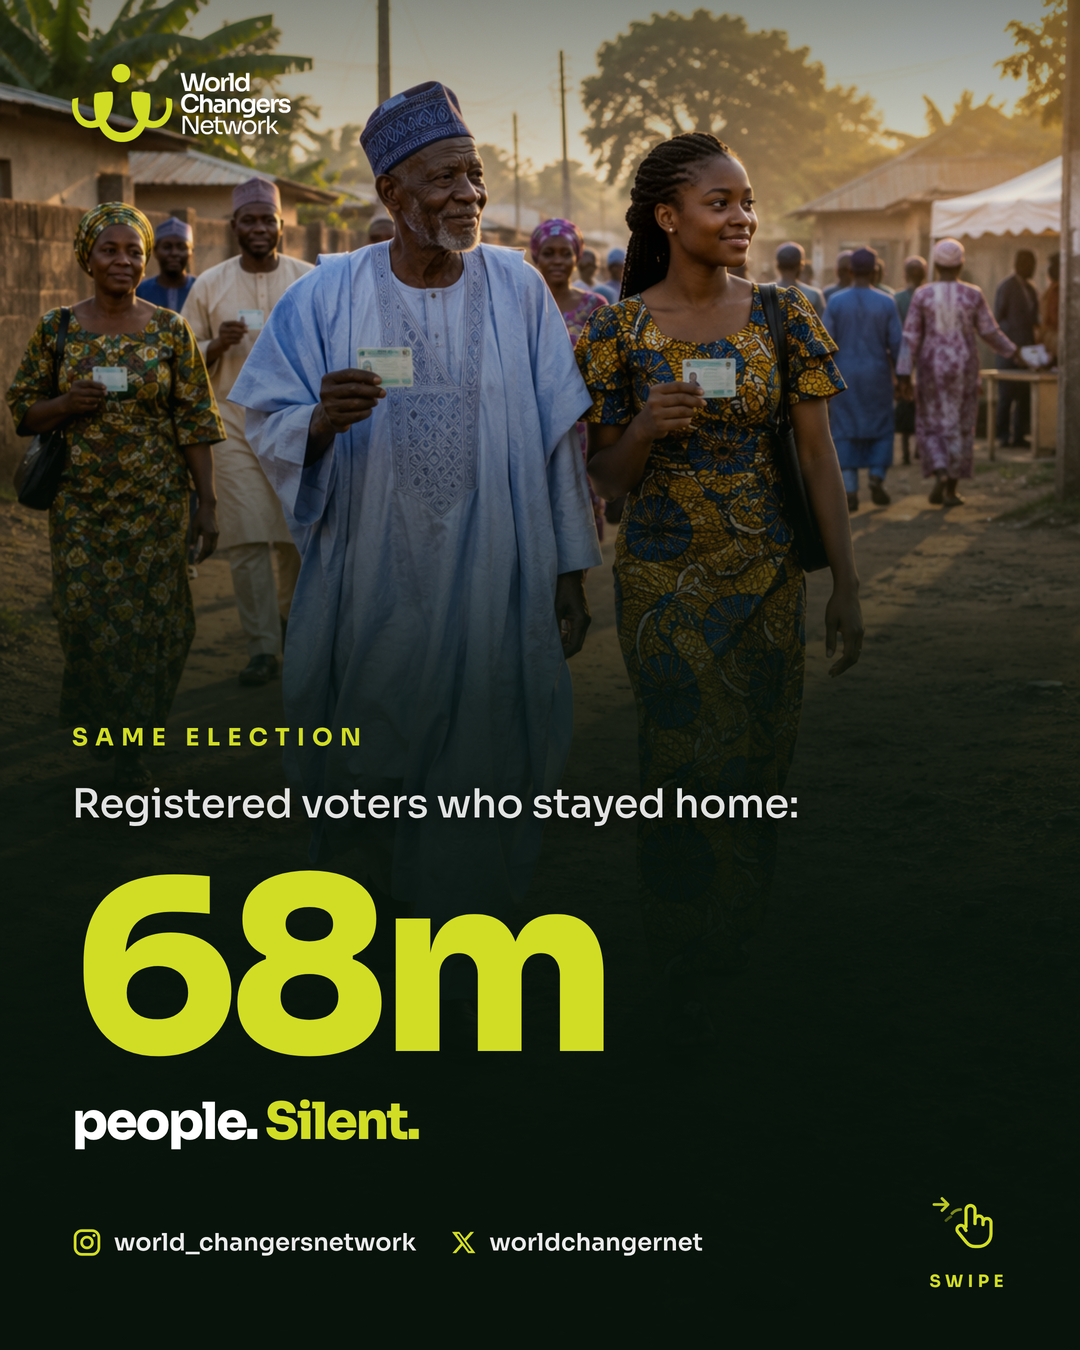 World
Changers
Network
SAME ELECTION
Registered voters who stayed home:
68m
people. Silent.
world_changersnetwork
worldchangernet
SWIPE